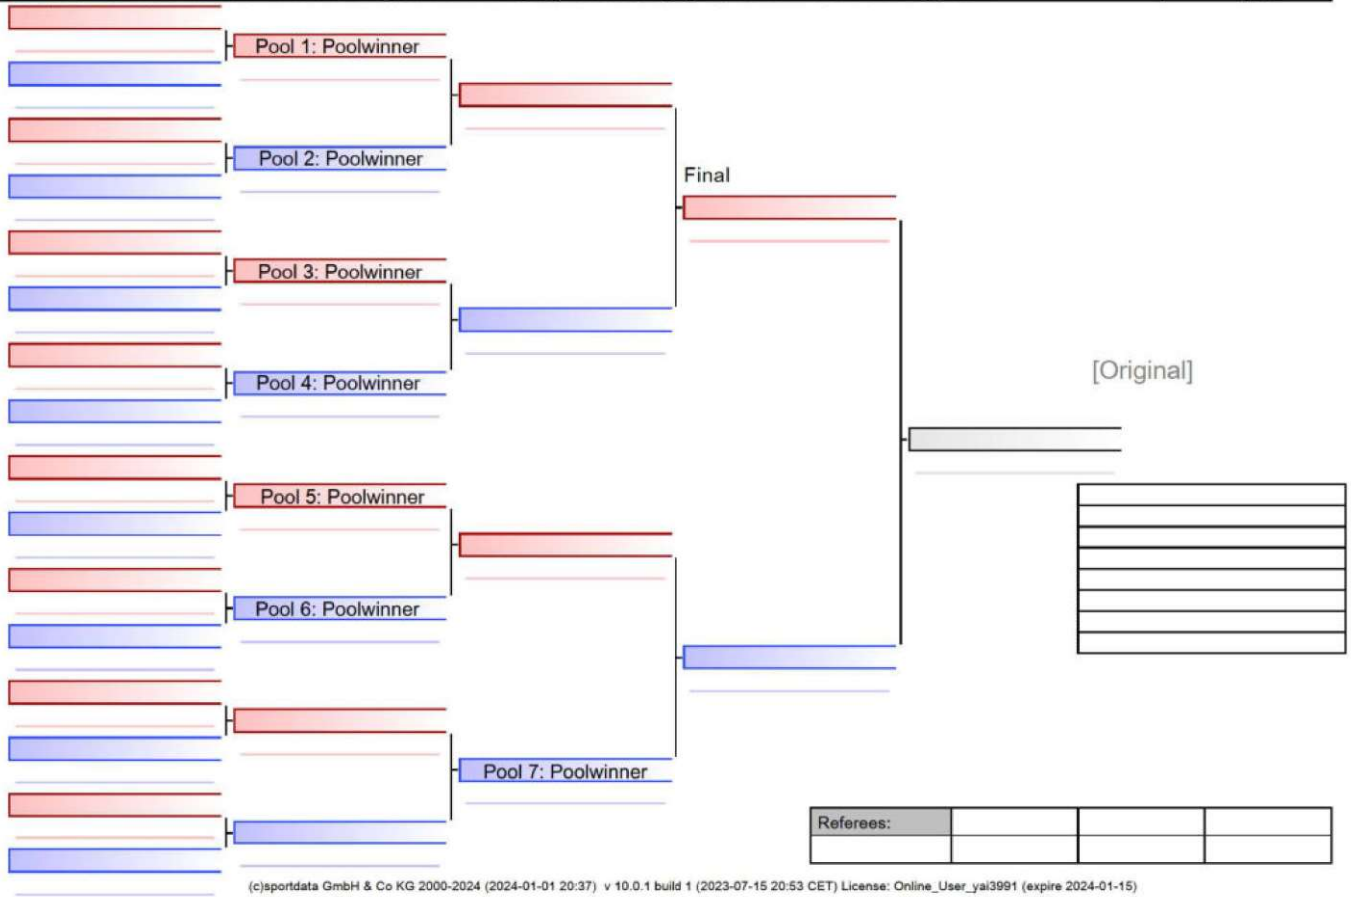 Pool 1: Poolwinner
Pool 2: Poolwinner
Final
Pool 3: Poolwinner
[Original]
Pool 4: Poolwinner
Pool 5: Poolwinner
Pool 6: Poolwinner
Pool 7: Poolwinner
Referees:
(c)sportdata GmbH & Co KG 2000-2024 (2024-01-01 20:37) v 10.0.1 build 1 (2023-07-15 20:53 CET) License: Online_User_yai3991 (expire 2024-01-15)